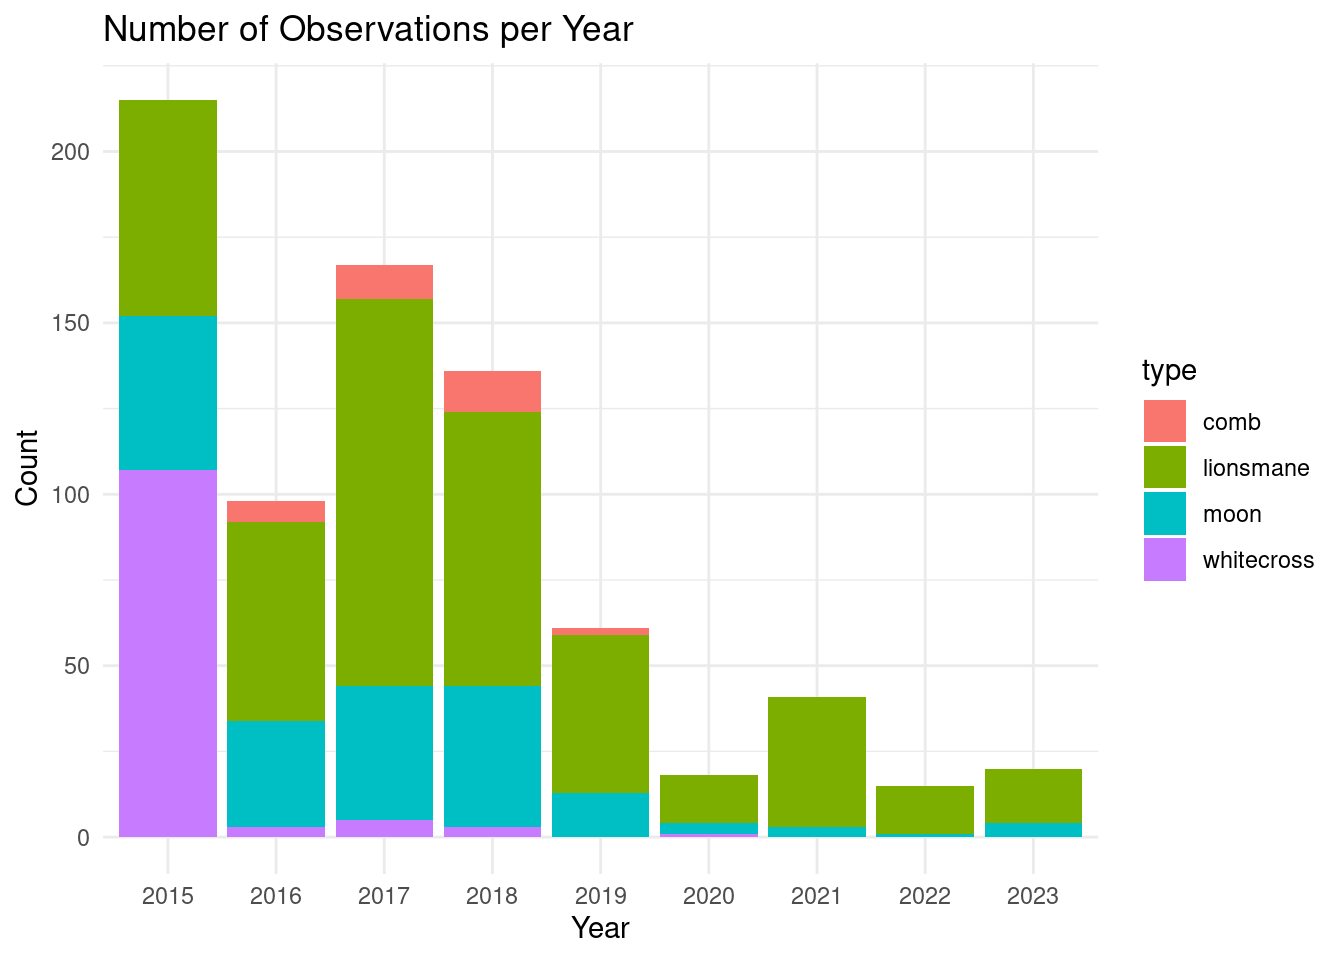 Number of Observations per Year
200
150
100
50
0
Count
2015 2016 2017 2018 2019 2020 2021 2022 2023
Year
type
comb
lionsmane
moon
whitecross